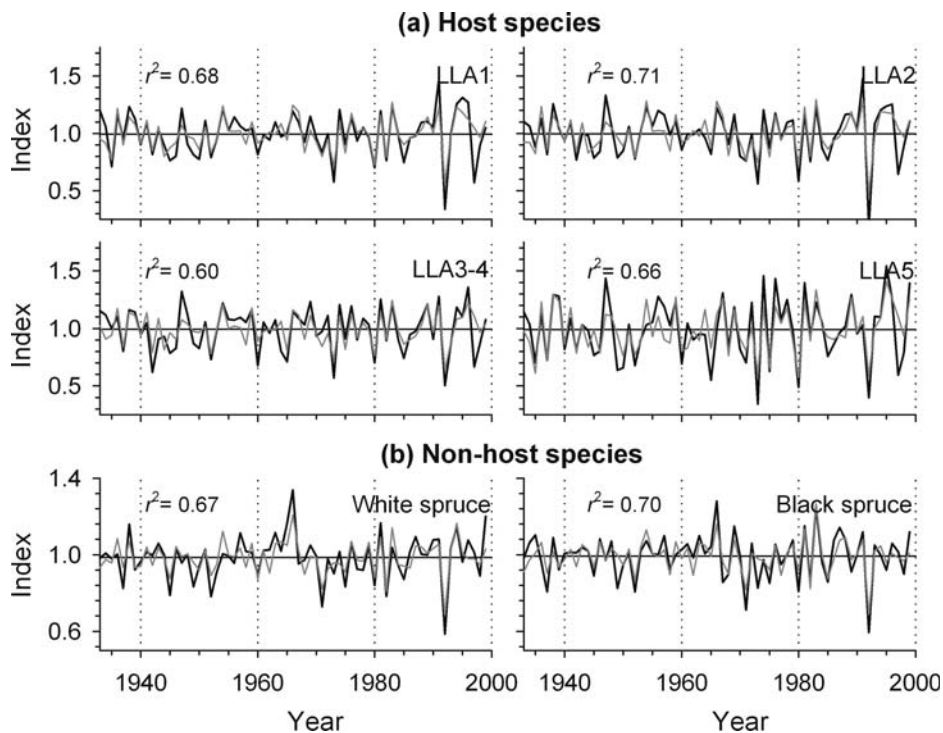 (a) Host species
r² = 0.68 LLA1 r² = 0.71 LLA2
1.5
Index 1.0
0.5
r² = 0.60 LLA3-4 r² = 0.66 LLA5
1.5
Index 1.0
0.5
(b) Non-host species
1.4
r² = 0.67 White spruce r² = 0.70 Black spruce
Index 1.0
0.6
1940 1960 1980 2000 1940 1960 1980 2000
Year Year